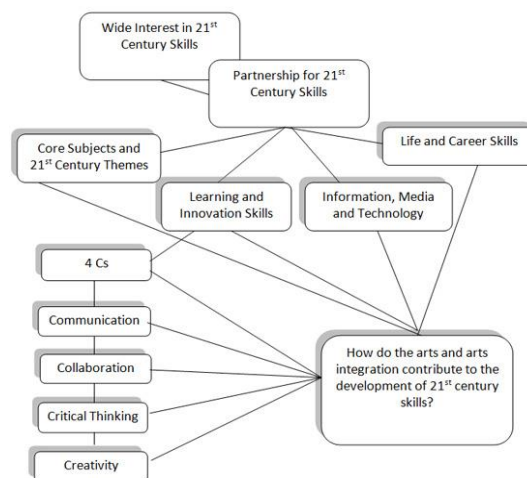 Wide Interest in 21st
Century Skills
Partnership for 21st
Century Skills
Core Subjects and
21st Century Themes
Life and Career Skills
Learning and
Innovation Skills
Information, Media
and Technology
4 Cs
Communication
Collaboration
Critical Thinking
Creativity
How do the arts and arts
integration contribute to the
development of 21st century
skills?